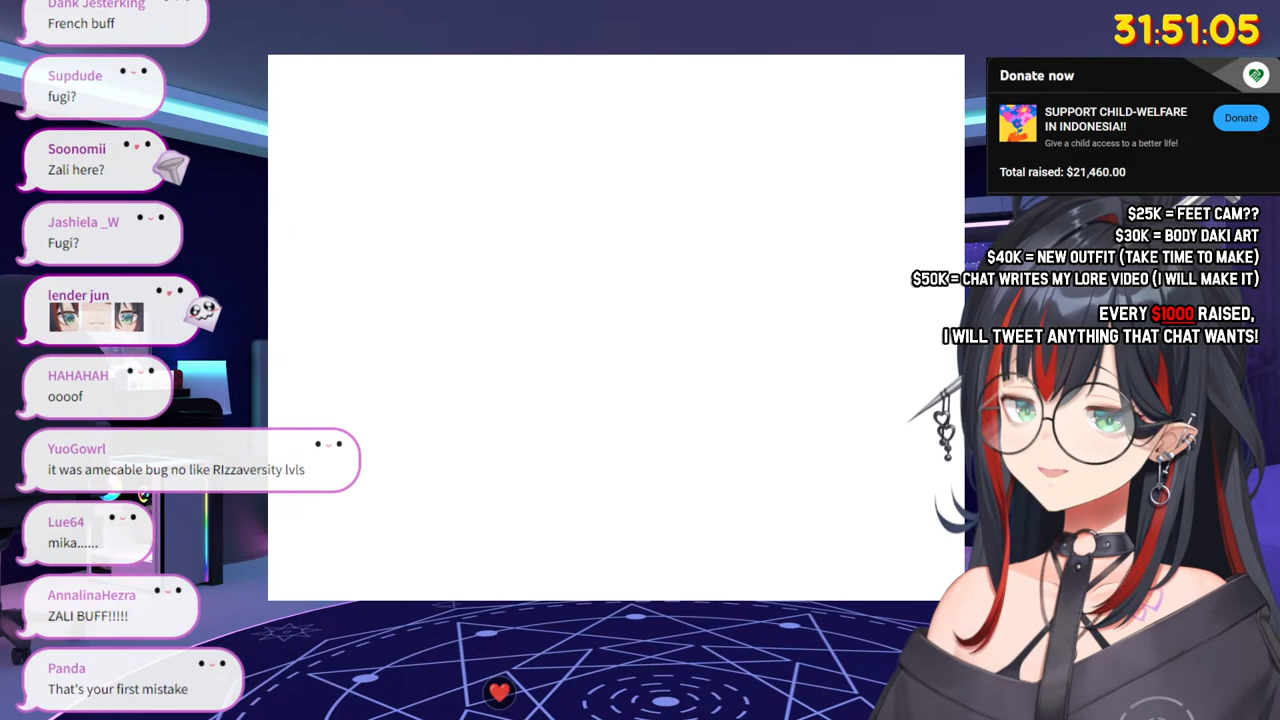 Dank Jesterking
French buff
Supdude
fugi?
Soonomii
Zali here?
Jashiela _W
Fugi?
lender jun
HAHAHAH
oooof
YuoGowrl
it was amecable bug no like RIzzaversity lvls
Lue64
mika......
AnnalinaHezra
ZALI BUFF!!!!!
Panda
That's your first mistake
31:51:05
Donate now
SUPPORT CHILD-WELFARE
IN INDONESIA!!
Give a child access to a better life!
Donate
Total raised: $21,460.00
$25K = FEET CAM??
$30K = BODY DAKI ART
$40K = NEW OUTFIT (TAKE TIME TO MAKE)
$50K = CHAT WRITES MY LORE VIDEO (I WILL MAKE IT)
EVERY $1000 RAISED,
I WILL TWEET ANYTHING THAT CHAT WANTS!